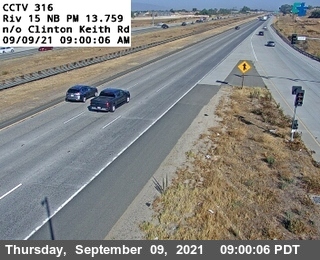 CCTV 316
Riv 15 NB PM 13.759
n/o Clinton Keith Rd
09/09/21 09:00:06 AM
Thursday, September 09, 2021 09:00:06 PDT